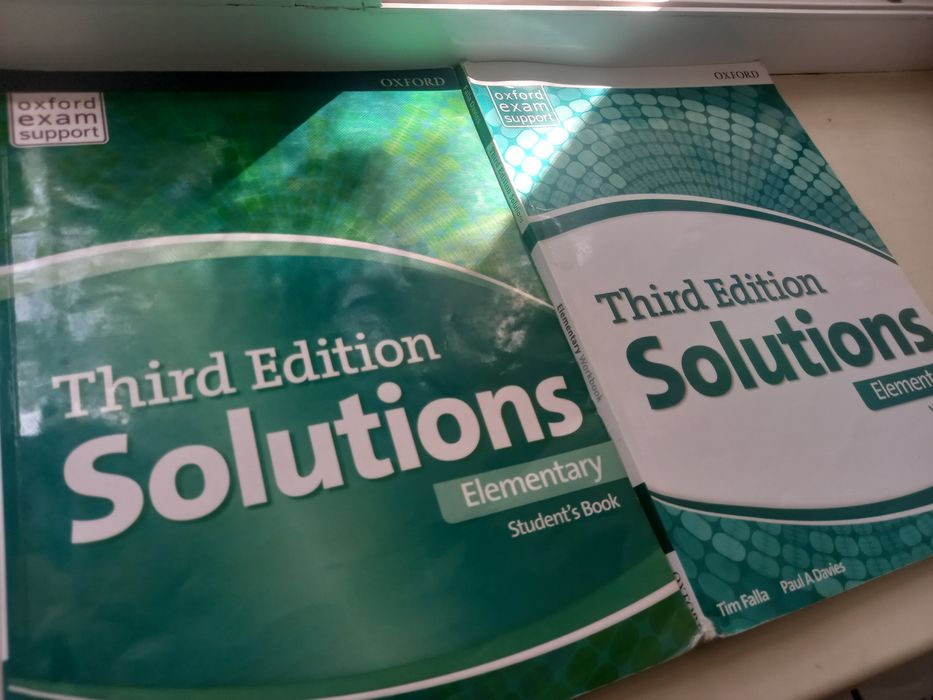 OXFORD
oxford
exam
support
Third Edition
Solutions
Elementary
Student's Book
Elementary Workbook
OXFORD
oxford
exam
support
Third Edition
Solutions
Tim Falla Paul A Davies